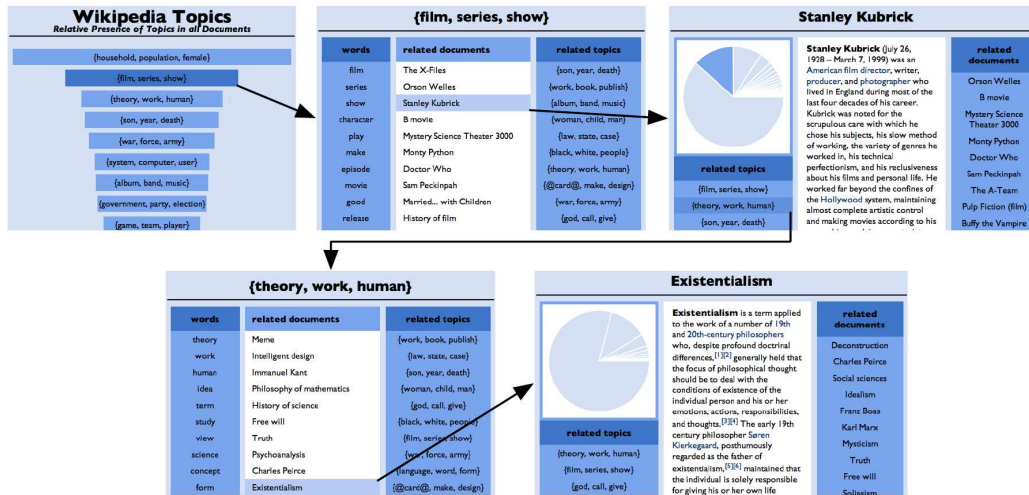 Wikipedia Topics
Relative Presence of Topics in all Documents
{household, population, female}
{film, series, show}
{theory, work, human}
{son, year, death}
{war, force, army}
{system, computer, user}
{album, band, music}
{government, party, election}
{game, team, player}
{film, series, show}
words
film
series
show
character
play
make
episode
movie
good
release
related documents
The X-Files
Orson Welles
Stanley Kubrick
B movie
Mystery Science Theater 3000
Monty Python
Doctor Who
Sam Peckinpah
Married... with Children
History of film
related topics
{son, year, death}
{work, book, publish}
{album, band, music}
{woman, child, man}
{law, state, case}
{black, white, people}
{theory, work, human}
{@card@, make, design}
{war, force, army}
{god, call, give}
Stanley Kubrick
related topics
{film, series, show}
{theory, work, human}
{son, year, death}
Stanley Kubrick (July 26,
1928 – March 7, 1999) was an
American film director, writer,
producer, and photographer who
lived in England during most of the
last four decades of his career.
Kubrick was noted for the
scrupulous care with which he
chose his subjects, his slow method
of working, the variety of genres he
worked in, his technical
perfectionism, and his reclusiveness
about his films and personal life. He
worked far beyond the confines of
the Hollywood system, maintaining
almost complete artistic control
and making movies according to his
related
documents
Orson Welles
B movie
Mystery Science
Theater 3000
Monty Python
Doctor Who
Sam Peckinpah
The A-Team
Pulp Fiction (film)
Buffy the Vampire
{theory, work, human}
words
theory
work
human
idea
term
study
view
science
concept
form
related documents
Meme
Intelligent design
Immanuel Kant
Philosophy of mathematics
History of science
Free will
Truth
Psychoanalysis
Charles Peirce
Existentialism
related topics
{work, book, publish}
{law, state, case}
{son, year, death}
{woman, child, man}
{god, call, give}
{black, white, people}
{film, series, show}
{war, force, army}
{language, word, form}
{@card@, make, design}
Existentialism
related topics
{theory, work, human}
{film, series, show}
{god, call, give}
Existentialism is a term applied
to the work of a number of 19th
and 20th-century philosophers
who, despite profound doctrinal
differences,[1][2] generally held that
the focus of philosophical thought
should be to deal with the
conditions of existence of the
individual person and his or her
emotions, actions, responsibilities,
and thoughts.[3][4] The early 19th
century philosopher Søren
Kierkegaard, posthumously
regarded as the father of
existentialism,[5][6] maintained that
the individual is solely responsible
for giving his or her own life
related
documents
Deconstruction
Charles Peirce
Social sciences
Idealism
Franz Boas
Karl Marx
Mysticism
Truth
Free will
Solipsism